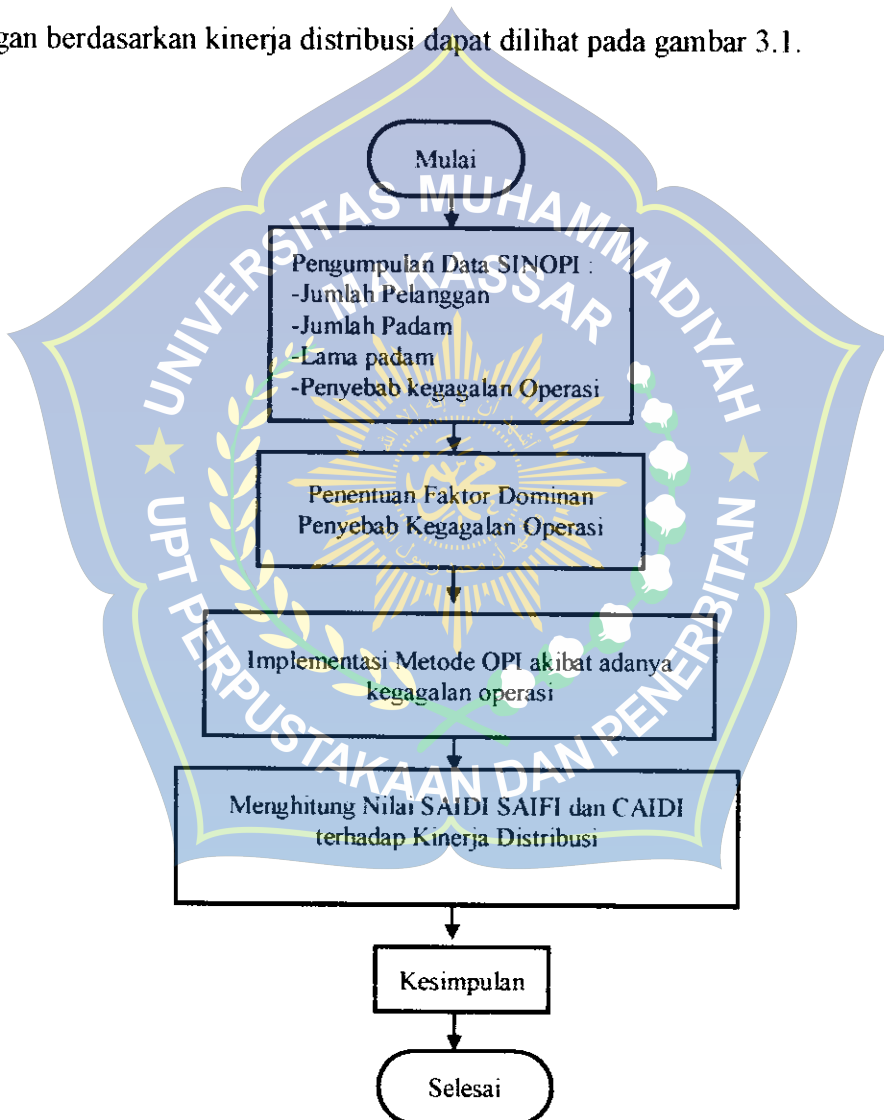 gan berdasarkan kinerja distribusi dapat dilihat pada gambar 3.1.
Mulai
UNIVERSITAS MUHAMMADIYAH
MAKASSAR
Pengumpulan Data SINOPI :
-Jumlah Pelanggan
-Jumlah Padam
-Lama padam
-Penyebab kegagalan Operasi
Penentuan Faktor Dominan
Penyebab Kegagalan Operasi
Implementasi Metode OPI akibat adanya
kegagalan operasi
UPT PERPUSTAKAAN DAN PENERBITAN
Menghitung Nilai SAIDI SAIFI dan CAIDI
terhadap Kinerja Distribusi
Kesimpulan
Selesai